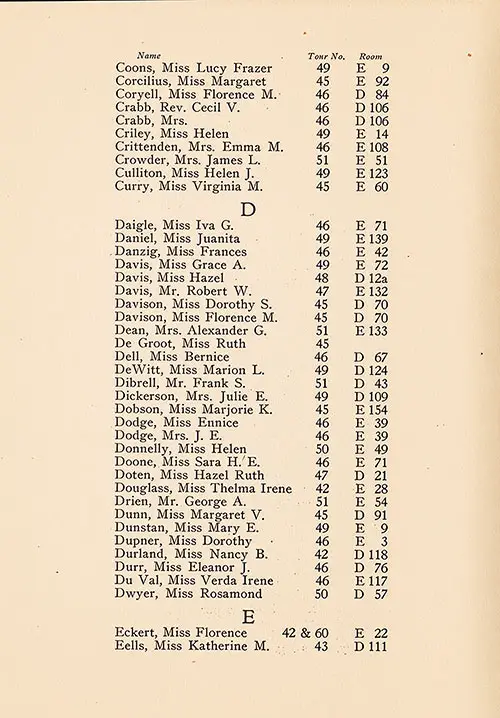 Name Tour No. Room
Coons, Miss Lucy Frazer 49 E 9
Corcilius, Miss Margaret 45 E 92
Coryell, Miss Florence M. 46 D 84
Crabb, Rev. Cecil V. 46 D 106
Crabb, Mrs. 46 D 106
Criley, Miss Helen 49 E 14
Crittenden, Mrs. Emma M. 46 E 108
Crowder, Mrs. James L. 51 E 51
Culliton, Miss Helen J. 49 E 123
Curry, Miss Virginia M. 45 E 60
D
Daigle, Miss Iva G. 46 E 71
Daniel, Miss Juanita 49 E 139
Danzig, Miss Frances 46 E 42
Davis, Miss Grace A. 49 E 72
Davis, Miss Hazel 48 D 12a
Davis, Mr. Robert W. 47 E 132
Davison, Miss Dorothy S. 45 D 70
Davison, Miss Florence M. 45 D 70
Dean, Mrs. Alexander G. 51 E 133
De Groot, Miss Ruth 45
Dell, Miss Bernice 46 D 67
DeWitt, Miss Marion L. 49 D 124
Dibrell, Mr. Frank S. 51 D 43
Dickerson, Mrs. Julie E. 49 D 109
Dobson, Miss Marjorie K. 45 E 154
Dodge, Miss Ennice 46 E 39
Dodge, Mrs. J. E. 46 E 39
Donnelly, Miss Helen 50 E 49
Doone, Miss Sara H. E. 46 E 71
Doten, Miss Hazel Ruth 47 D 21
Douglass, Miss Thelma Irene 42 E 28
Drien, Mr. George A. 51 E 54
Dunn, Miss Margaret V. 45 D 91
Dunstan, Miss Mary E. 49 E 9
Dupner, Miss Dorothy 46 E 3
Durland, Miss Nancy B. 42 D 118
Durr, Miss Eleanor J. 46 D 76
Du Val, Miss Verda Irene 46 E 117
Dwyer, Miss Rosamond 50 D 57
E
Eckert, Miss Florence 42 & 60 E 22
Eells, Miss Katherine M. 43 D 111